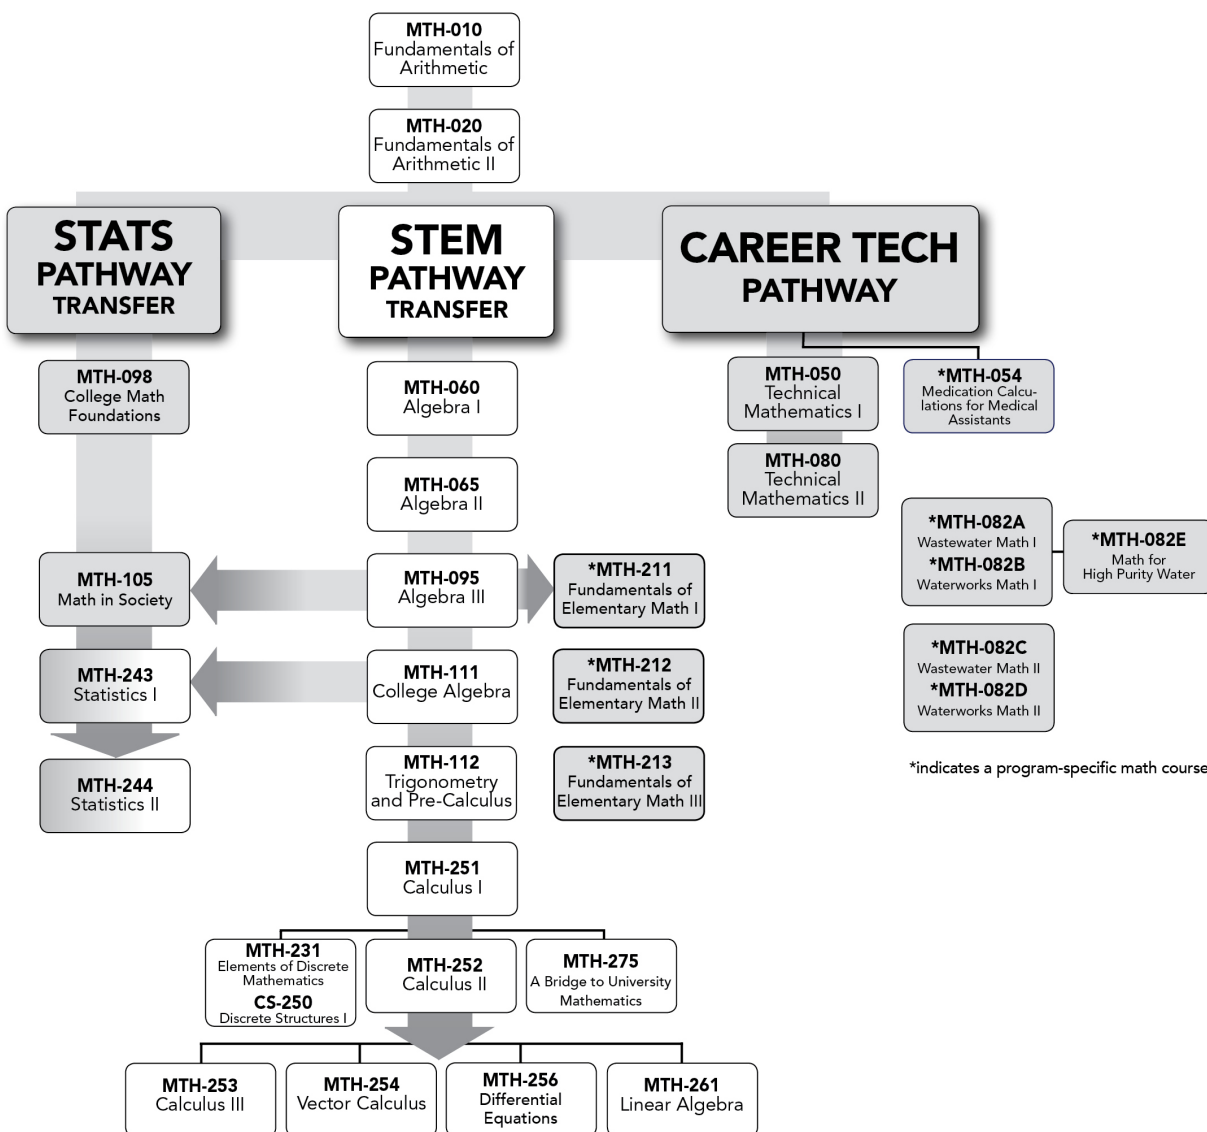 MTH-010
Fundamentals of
Arithmetic
MTH-020
Fundamentals of
Arithmetic II
STATS
PATHWAY
TRANSFER
STEM
PATHWAY
TRANSFER
CAREER TECH
PATHWAY
MTH-098
College Math
Foundations
MTH-060
Algebra I
MTH-050
Technical
Mathematics I
*MTH-054
Medication Calcu-
lations for Medical
Assistants
MTH-065
Algebra II
MTH-080
Technical
Mathematics II
*MTH-082A
Wastewater Math I
*MTH-082B
Waterworks Math I
*MTH-082E
Math for
High Purity Water
MTH-105
Math in Society
MTH-095
Algebra III
*MTH-211
Fundamentals of
Elementary Math I
MTH-243
Statistics I
MTH-111
College Algebra
*MTH-212
Fundamentals of
Elementary Math II
*MTH-082C
Wastewater Math II
*MTH-082D
Waterworks Math II
MTH-244
Statistics II
MTH-112
Trigonometry
and Pre-Calculus
*MTH-213
Fundamentals of
Elementary Math III
*indicates a program-specific math course
MTH-251
Calculus I
MTH-231
Elements of Discrete
Mathematics
CS-250
Discrete Structures I
MTH-252
Calculus II
MTH-275
A Bridge to University
Mathematics
MTH-253
Calculus III
MTH-254
Vector Calculus
MTH-256
Differential
Equations
MTH-261
Linear Algebra